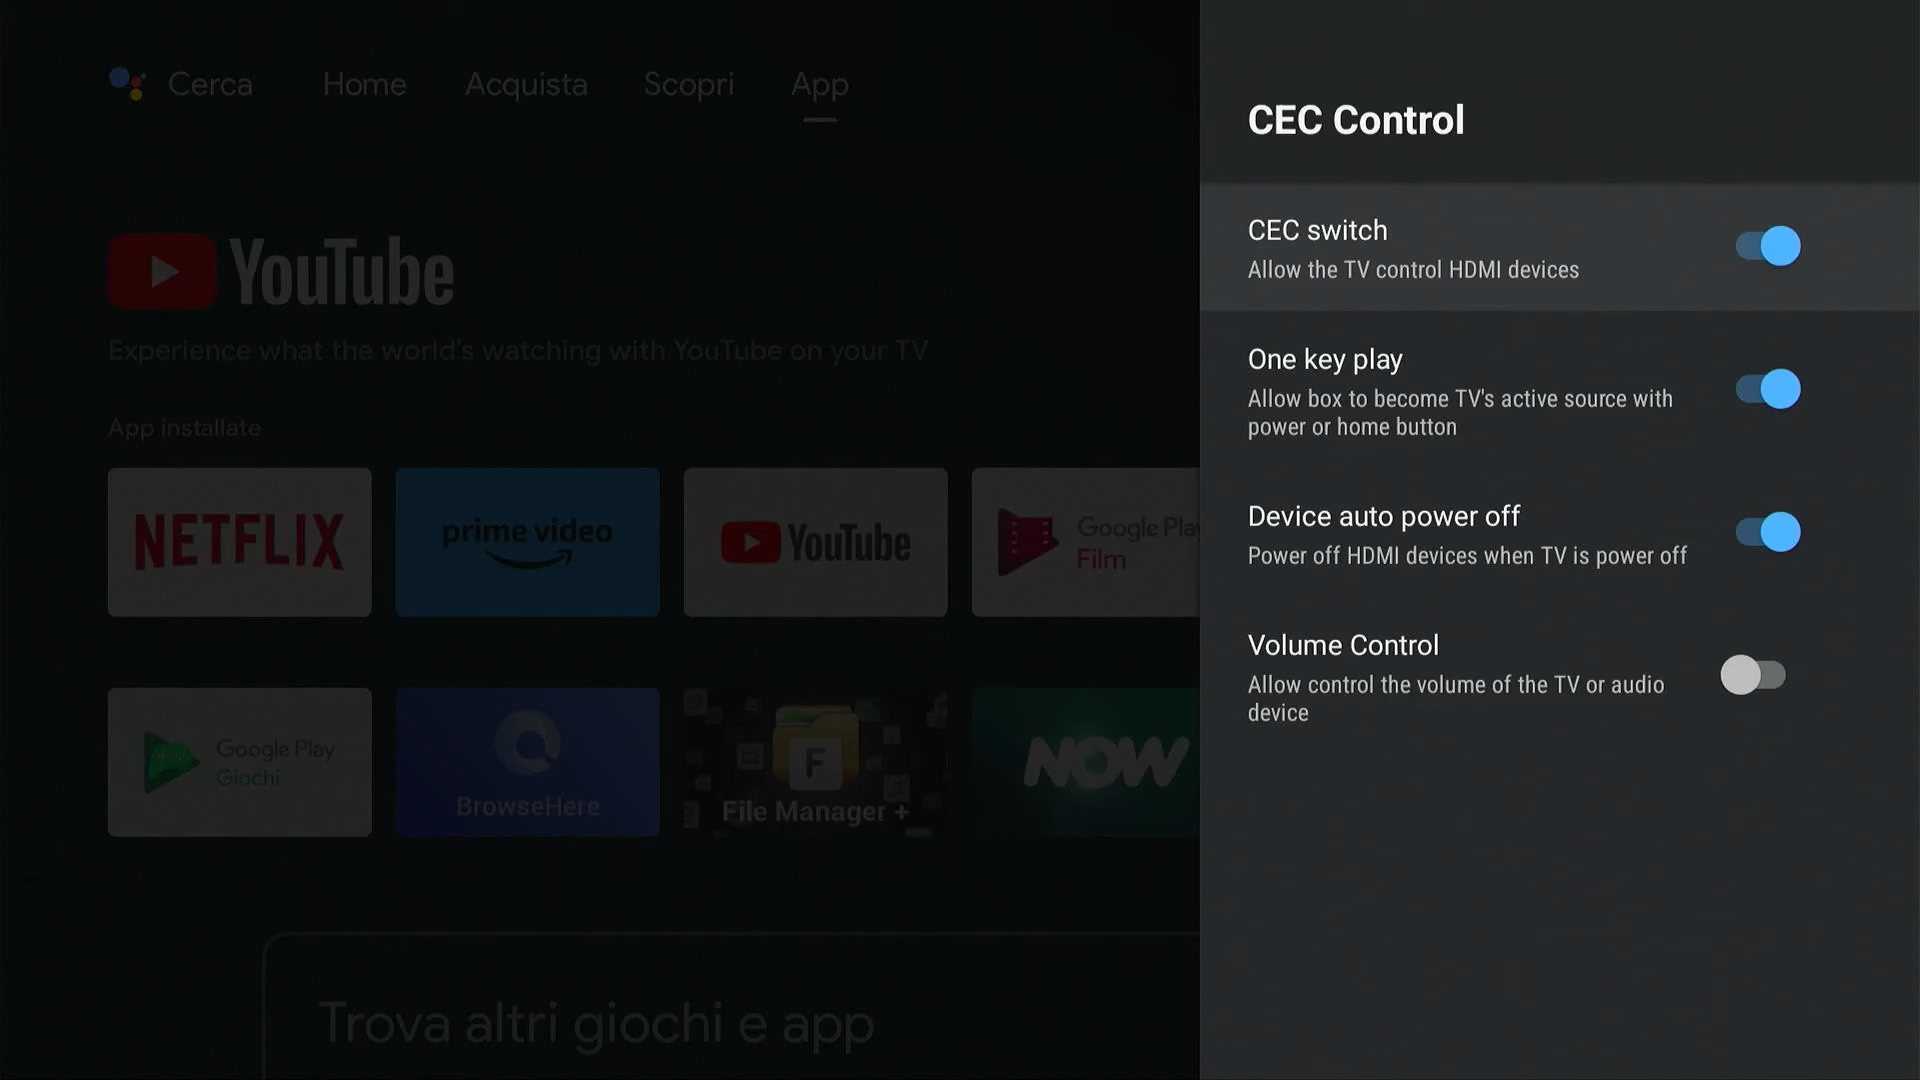 Cerca
Home
Acquista
Scopri
App
YouTube
Experience what the world's watching with YouTube on your TV
App installate
NETFLIX
prime video
YouTube
Google Play
Film
Google Play
Giochi
BrowseHere
F
File Manager +
NOW
Trova altri giochi e app
CEC Control
CEC switch
Allow the TV control HDMI devices
One key play
Allow box to become TV's active source with
power or home button
Device auto power off
Power off HDMI devices when TV is power off
Volume Control
Allow control the volume of the TV or audio
device